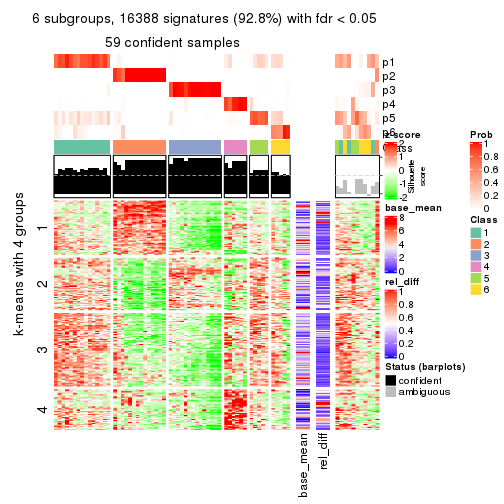 6 subgroups, 16388 signatures (92.8%) with fdr < 0.05
59 confident samples
p1
p2
p3
p4
p5
p6
Class
z-score
2
1
0
-1
-2
Silhouette
score
k-means with 4 groups
1
2
3
4
base_mean
8
6
4
2
0
rel_diff
1
0.8
0.6
0.4
0.2
0
Status (barplots)
confident
ambiguous
Prob
1
0.8
0.6
0.4
0.2
0
Class
1
2
3
4
5
6
base_mean
rel_diff